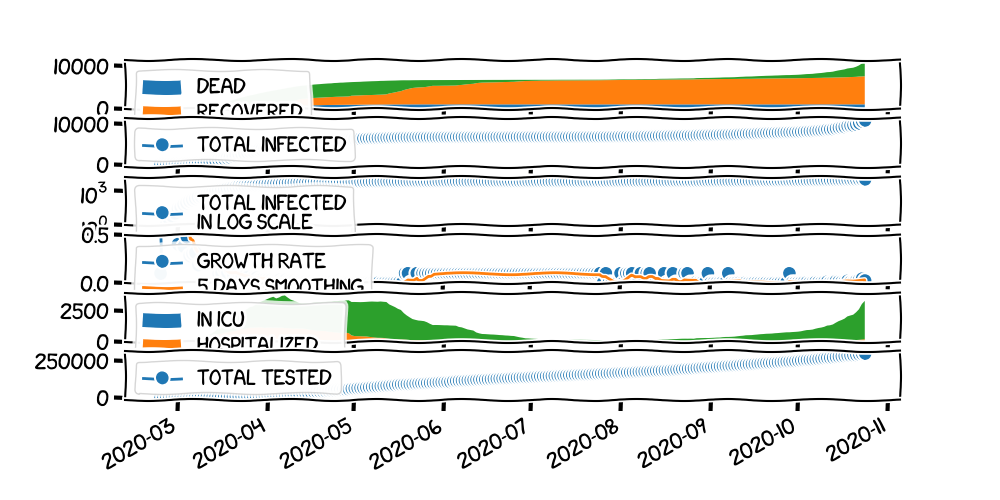 10000
0
DEAD
RECOVERED
10000
0
TOTAL INFECTED
10³
10⁰
TOTAL INFECTED
IN LOG SCALE
0.5
0.0
GROWTH RATE
5 DAYS SMOOTHING
2500
0
IN ICU
HOSPITALIZED
250000
0
TOTAL TESTED
2020-03 2020-04 2020-05 2020-06 2020-07 2020-08 2020-09 2020-10 2020-11